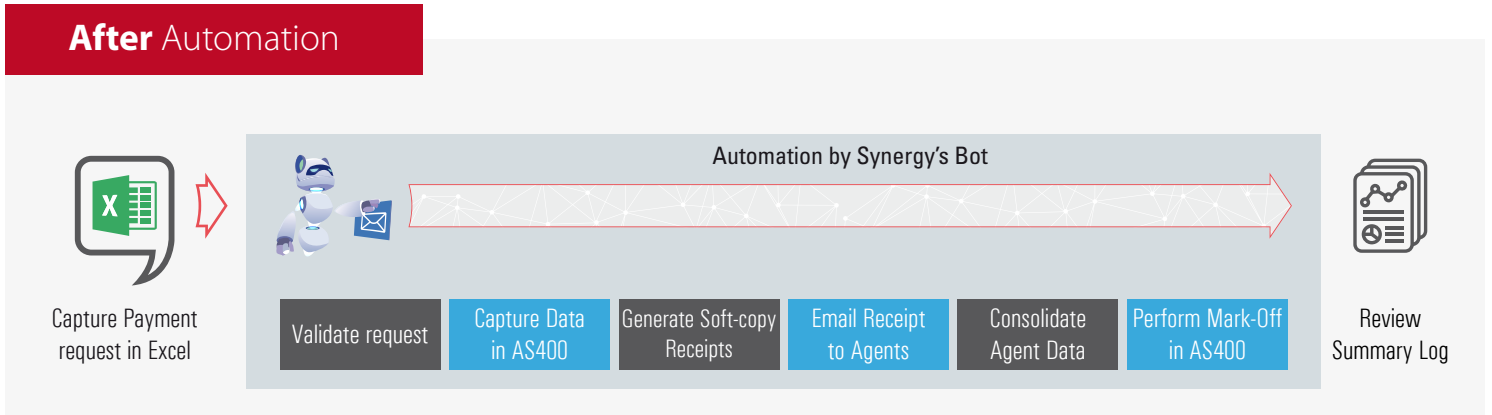 After Automation
Automation by Synergy's Bot
X
Capture Payment
request in Excel
Validate request
Capture Data
in AS400
Generate Soft-copy
Receipts
Email Receipt
to Agents
Consolidate
Agent Data
Perform Mark-Off
in AS400
Review
Summary Log